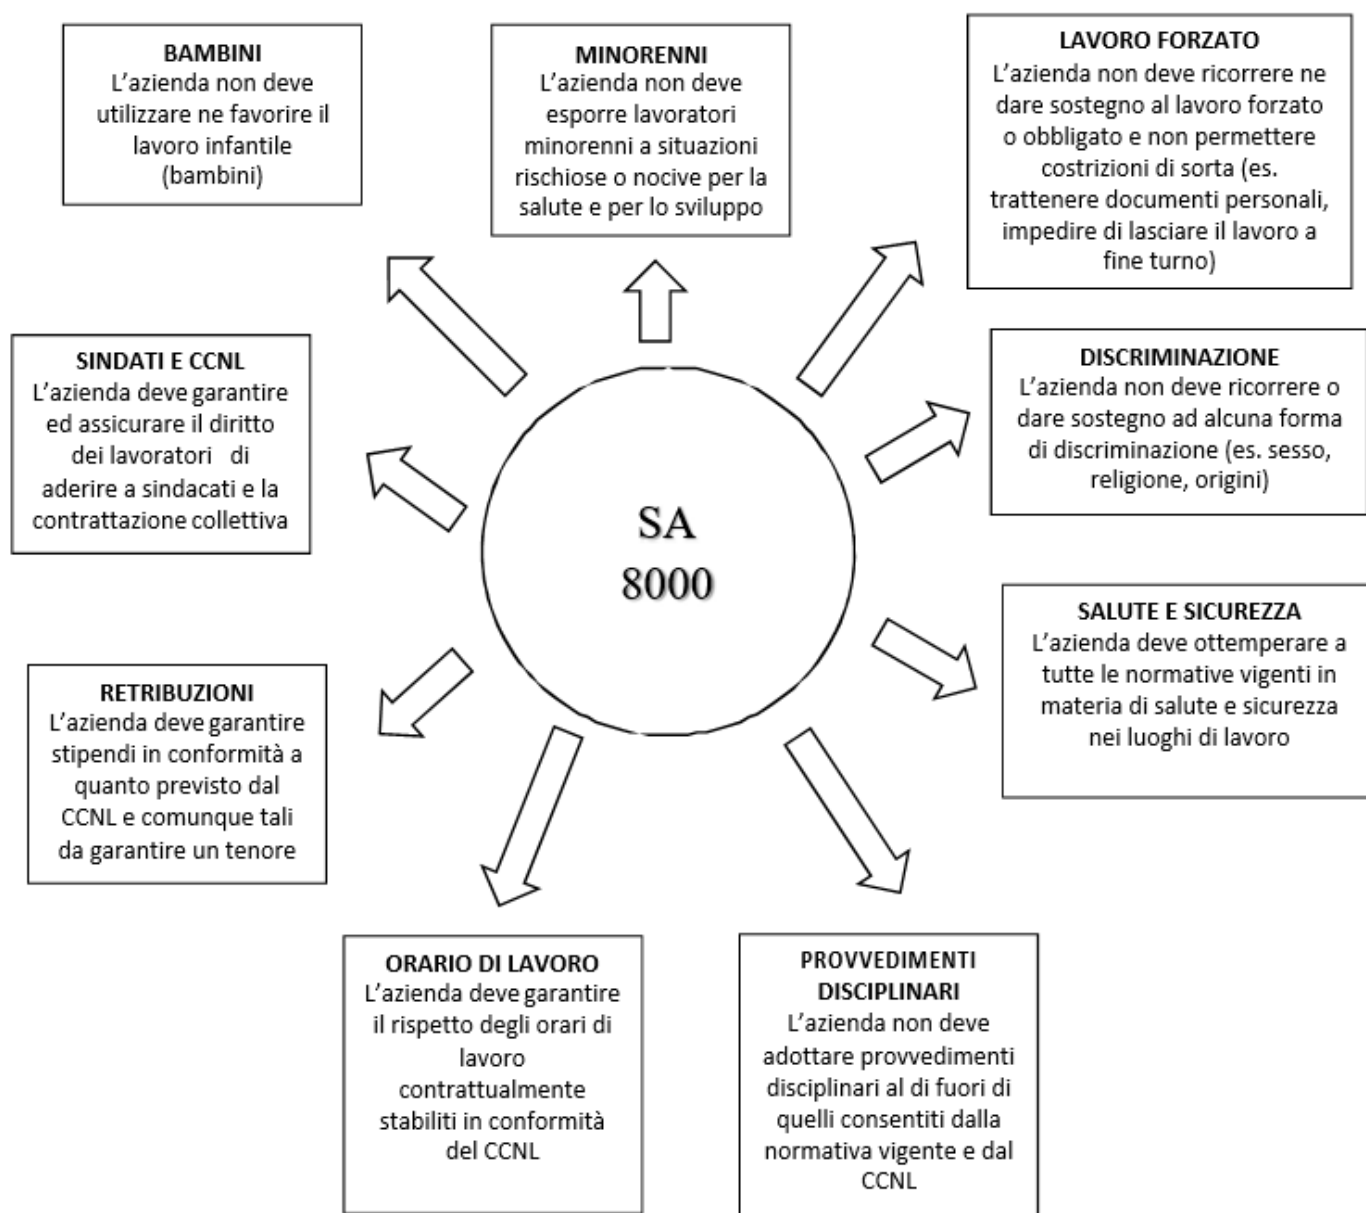 BAMBINI
L'azienda non deve
utilizzare ne favorire il
lavoro infantile
(bambini)
MINORENNI
L'azienda non deve
esporre lavoratori
minorenni a situazioni
rischiose o nocive per la
salute e per lo sviluppo
LAVORO FORZATO
L'azienda non deve ricorrere ne
dare sostegno al lavoro forzato
o obbligato e non permettere
costrizioni di sorta (es.
trattenere documenti personali,
impedire di lasciare il lavoro a
fine turno)
SINDATI E CCNL
L'azienda deve garantire
ed assicurare il diritto
dei lavoratori di
aderire a sindacati e la
contrattazione collettiva
DISCRIMINAZIONE
L'azienda non deve ricorrere o
dare sostegno ad alcuna forma
di discriminazione (es. sesso,
religione, origini)
SA
8000
SALUTE E SICUREZZA
L'azienda deve ottemperare a
tutte le normative vigenti in
materia di salute e sicurezza
nei luoghi di lavoro
RETRIBUZIONI
L'azienda deve garantire
stipendi in conformità a
quanto previsto dal
CCNL e comunque tali
da garantire un tenore
ORARIO DI LAVORO
L'azienda deve garantire
il rispetto degli orari di
lavoro
contrattualmente
stabiliti in conformità
del CCNL
PROVVEDIMENTI
DISCIPLINARI
L'azienda non deve
adottare provvedimenti
disciplinari al di fuori di
quelli consentiti dalla
normativa vigente e dal
CCNL